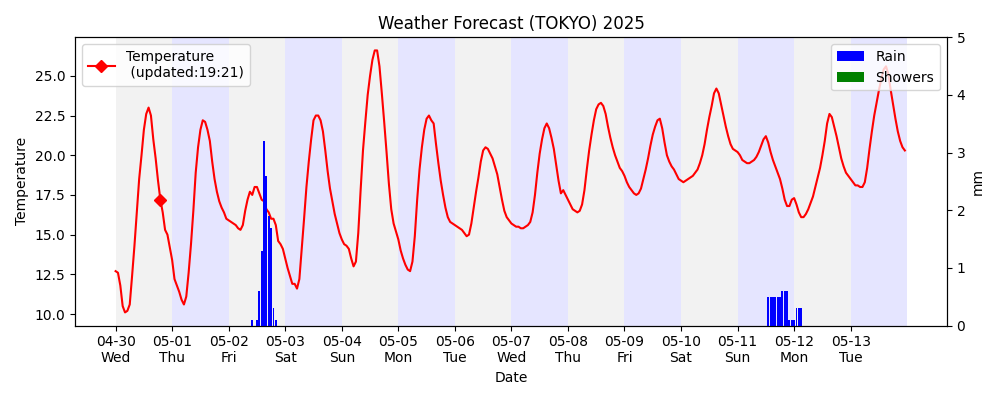 Weather Forecast (TOKYO) 2025
Temperature
(updated:19:21)
Rain
Showers
Temperature
25.0
22.5
20.0
17.5
15.0
12.5
10.0
5
4
3
2
1
0
mm
04-30 05-01 05-02 05-03 05-04 05-05 05-06 05-07 05-08 05-09 05-10 05-11 05-12 05-13
Wed Thu Fri Sat Sun Mon Tue Wed Thu Fri Sat Sun Mon Tue
Date